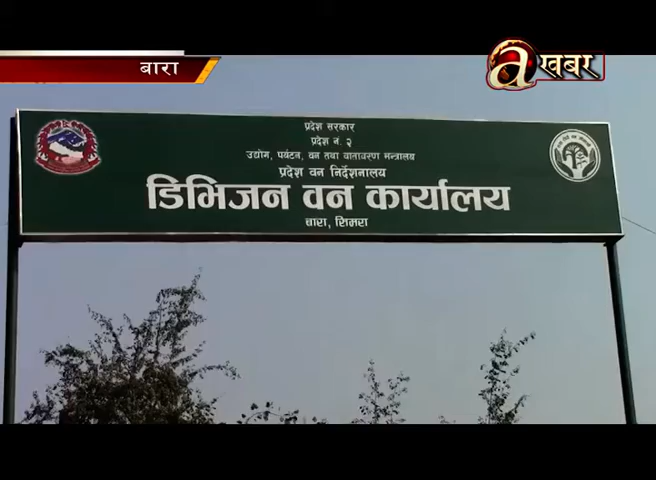 बारा
a खबर
प्रदेश सरकार
प्रदेश नं. २
उद्योग, पर्यटन, वन तथा वातावरण मन्त्रालय
प्रदेश वन निर्देशनालय
डिभिजन वन कार्यालय
बारा, सिमरा